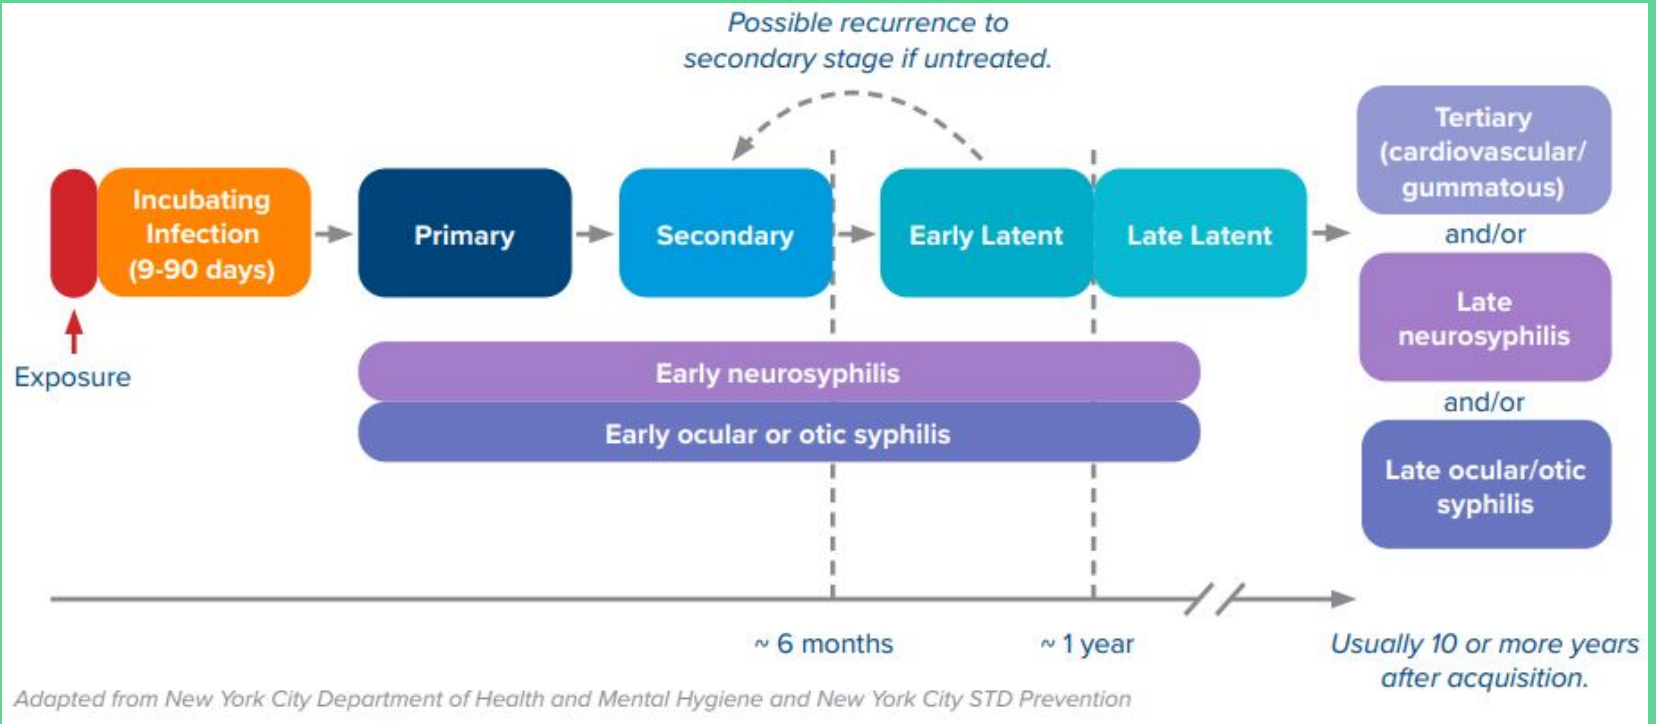 Possible recurrence to
secondary stage if untreated.
Incubating
Infection
(9-90 days)
Primary
Secondary
Early Latent
Late Latent
Tertiary
(cardiovascular/
gummatous)
and/or
Late
neurosyphilis
and/or
Late ocular/otic
syphilis
Exposure
Early neurosyphilis
Early ocular or otic syphilis
~ 6 months
~ 1 year
Usually 10 or more years
after acquisition.
Adapted from New York City Department of Health and Mental Hygiene and New York City STD Prevention